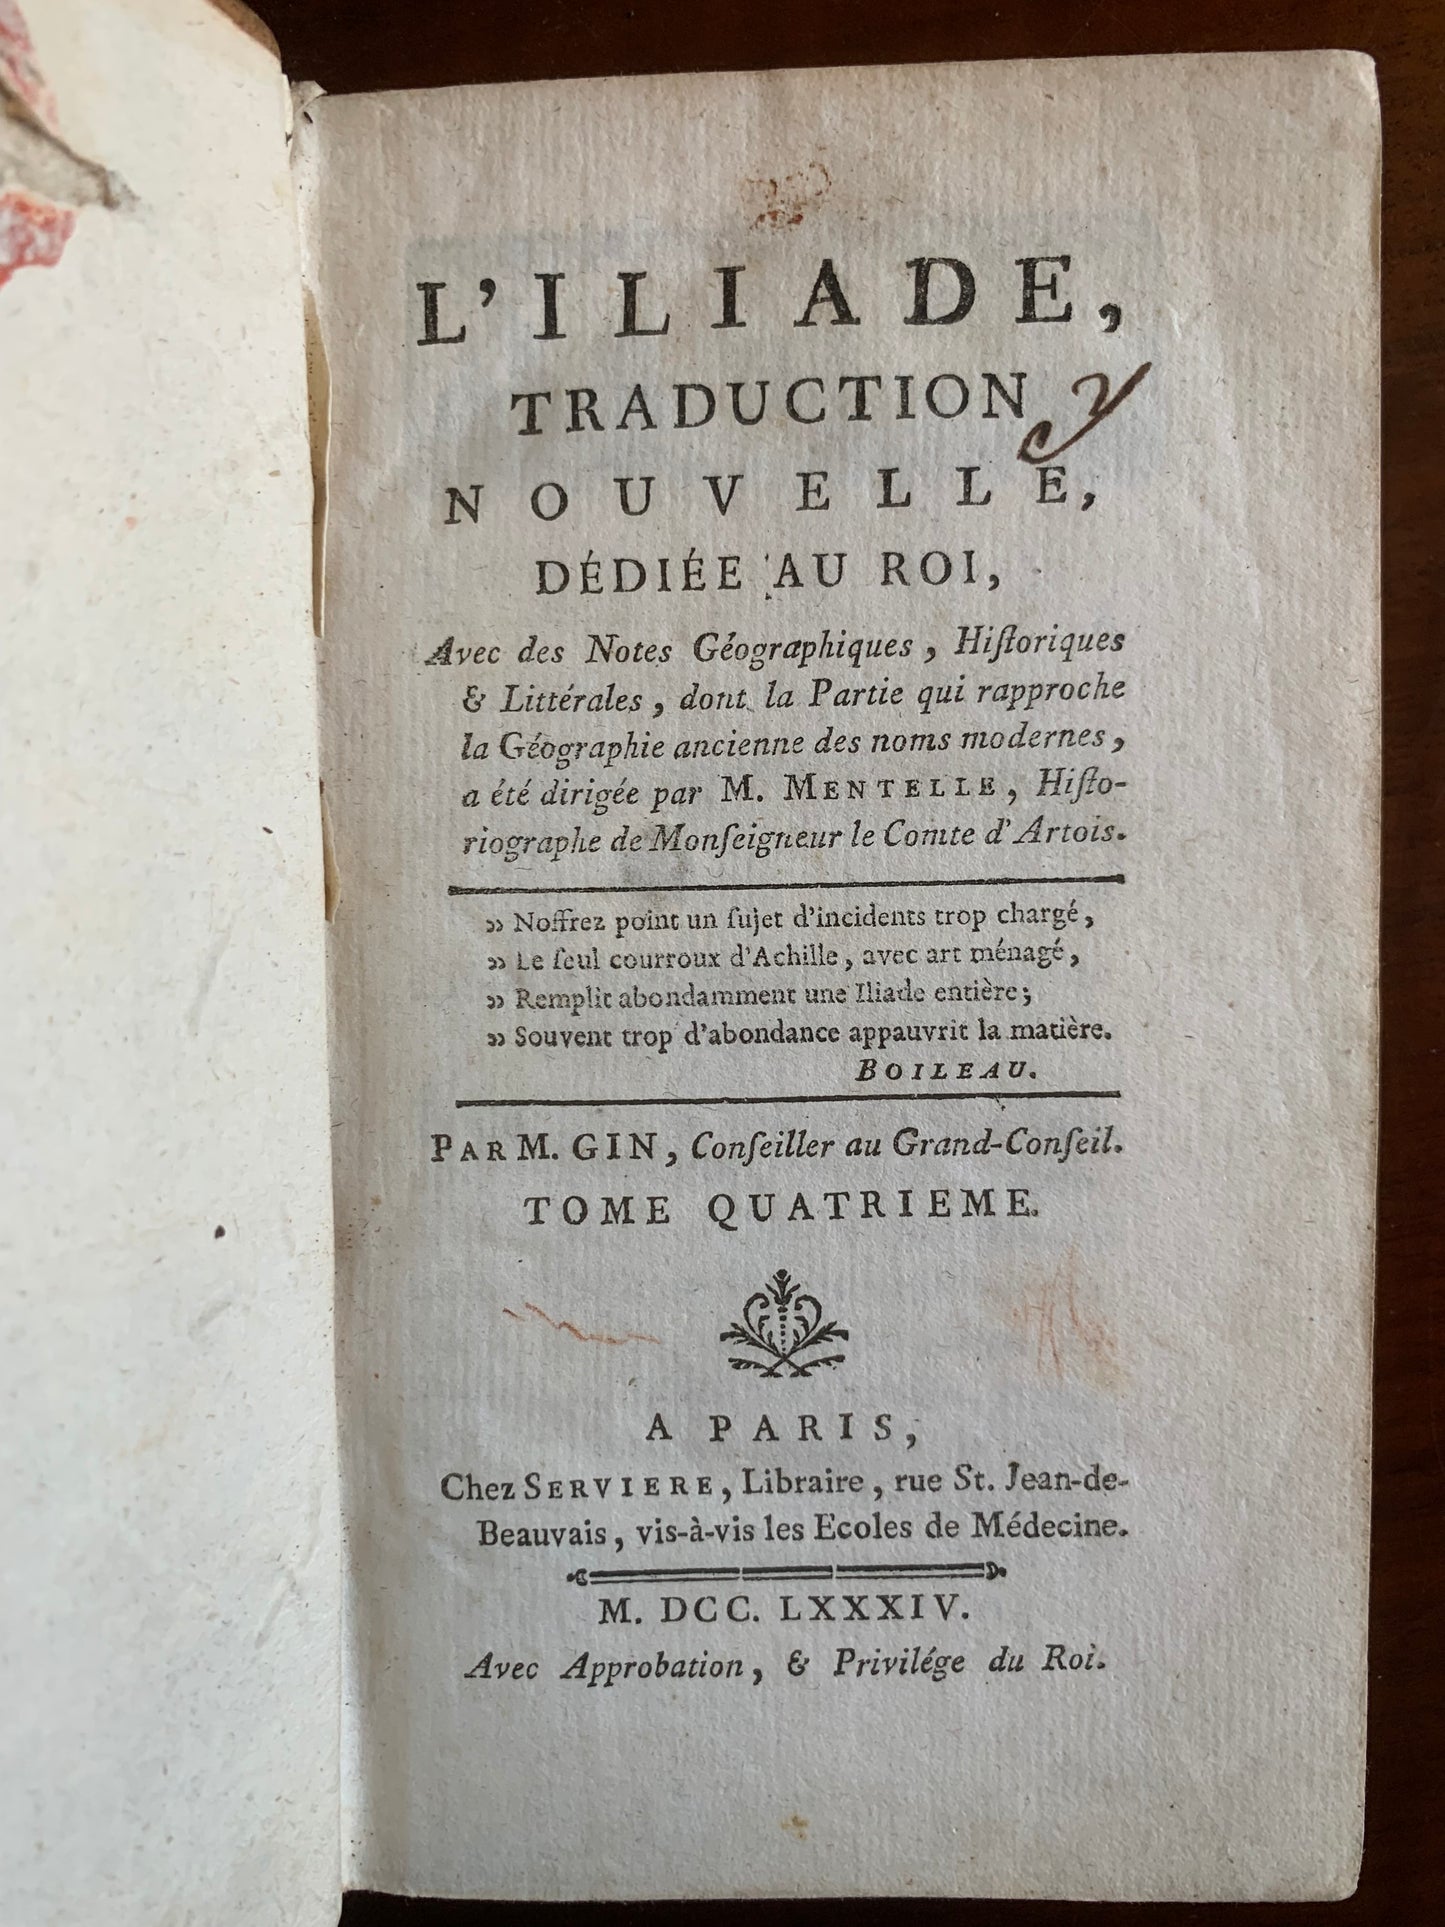 L'ILIADE,
TRADUCTION
NOUVELLE,
DÉDIÉE AU ROI,
Avec des Notes Géographiques, Hiſtoriques
& Littérales, dont la Partie qui rapproche
la Géographie ancienne des noms modernes,
a été dirigée par M. MENTELLE, Hiſto-
riographe de Monſeigneur le Comte d'Artois.
» Noffrez point un ſujet d'incidents trop chargé,
» Le ſeul courroux d'Achille, avec art ménagé,
» Remplit abondamment une Iliade entière;
» Souvent trop d'abondance appauvrit la matière.
BOILEAU.
PAR M. GIN, Conſeiller au Grand-Conſeil.
TOME QUATRIEME.
A PARIS,
Chez SERVIERE, Libraire, rue St. Jean-de-
Beauvais, vis-à-vis les Ecoles de Médecine.
M. DCC. LXXXIV.
Avec Approbation, & Privilége du Roi.